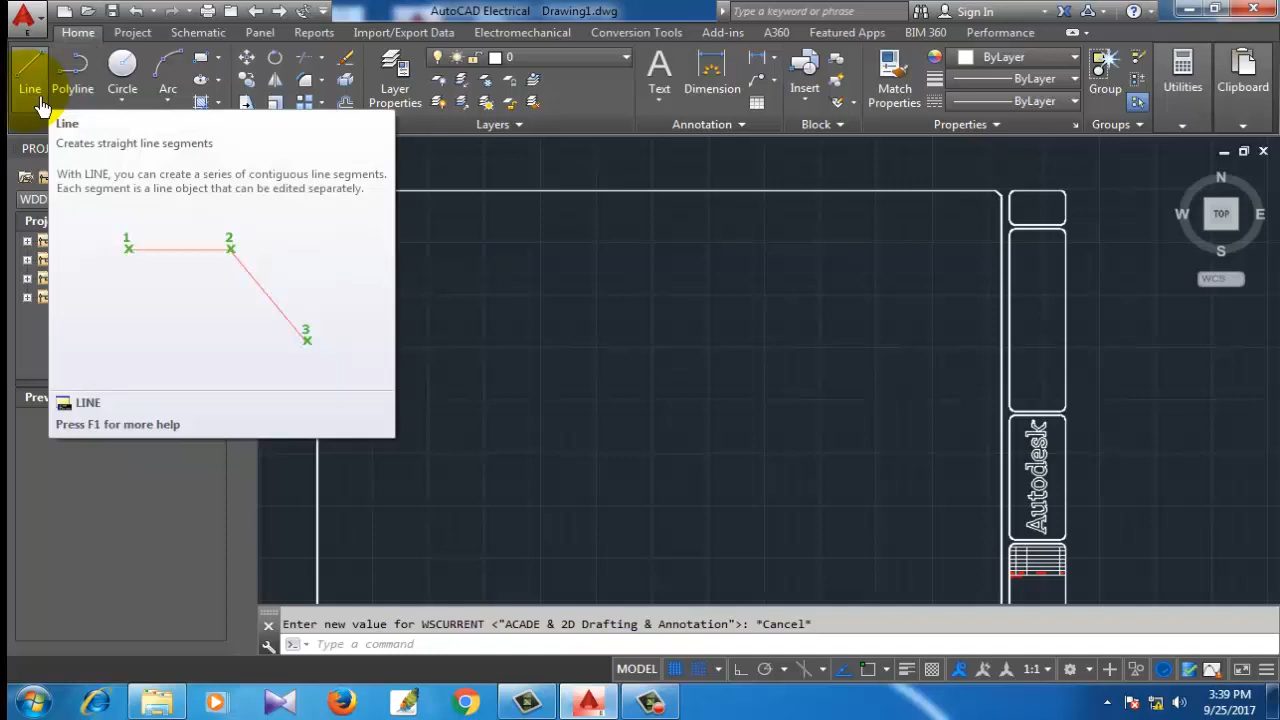 AutoCAD Electrical Drawing1.dwg
Type a keyword or phrase
Sign In
E
Home Project Schematic Panel Reports Import/Export Data Electromechanical Conversion Tools Add-ins A360 Featured Apps BIM 360 Performance
Line Polyline Circle Arc
Layer Properties
0
Text Dimension
Insert
Match Properties
ByLayer
ByLayer
ByLayer
Group
Utilities
Clipboard
Layers Annotation Block Properties Groups
Line
Creates straight line segments
With LINE, you can create a series of contiguous line segments.
Each segment is a line object that can be edited separately.
1 2
3
LINE
Press F1 for more help
PROJ
WDD
Proje
Prev
N
W TOP E
S
WCS
Autodesk
Enter new value for WSCURRENT <"ACADE & 2D Drafting & Annotation">: *Cancel*
Type a command
MODEL
1:1
3:39 PM
9/25/2017